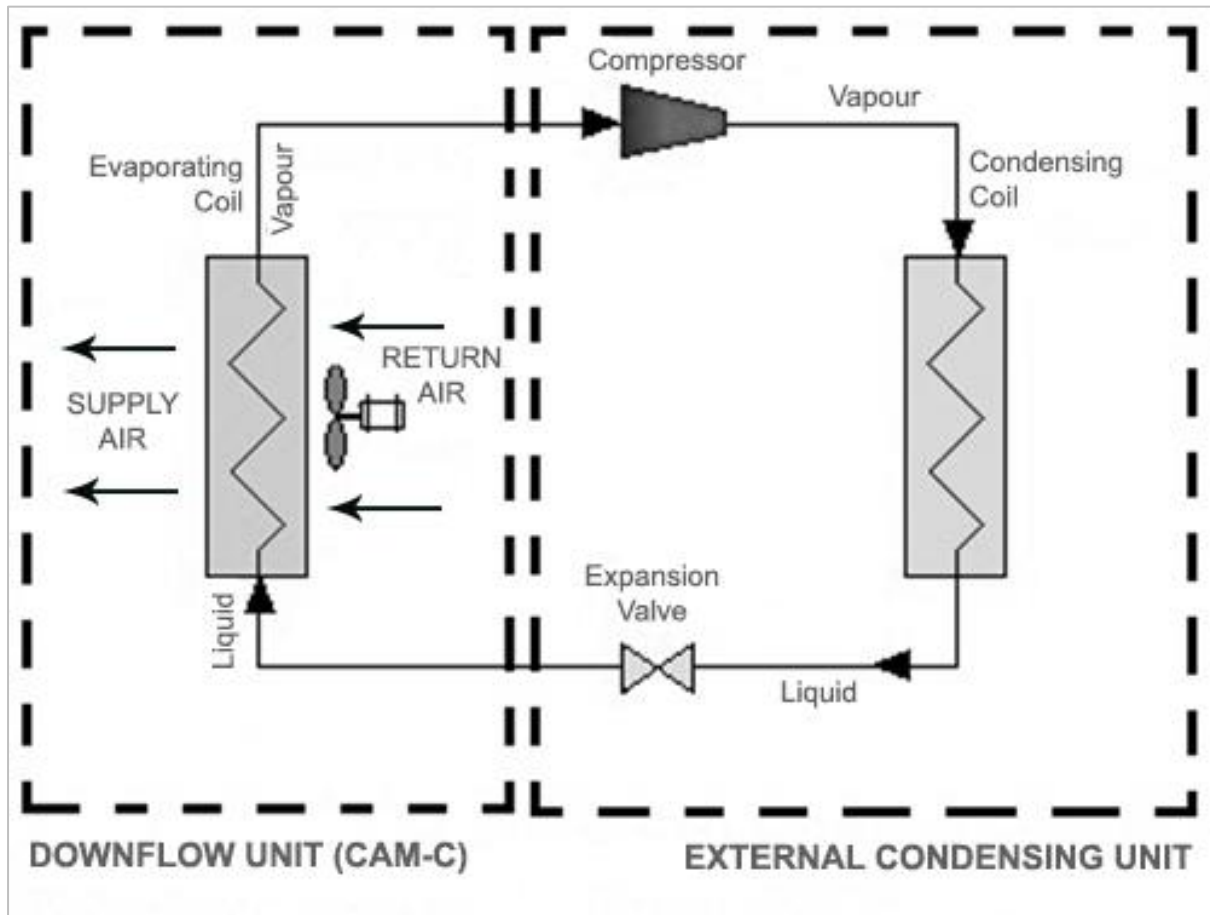 Compressor
Vapour
Evaporating
Coil
Vapour
Condensing
Coil
RETURN
AIR
SUPPLY
AIR
Expansion
Valve
Liquid
Liquid
DOWNFLOW UNIT (CAM-C)
EXTERNAL CONDENSING UNIT